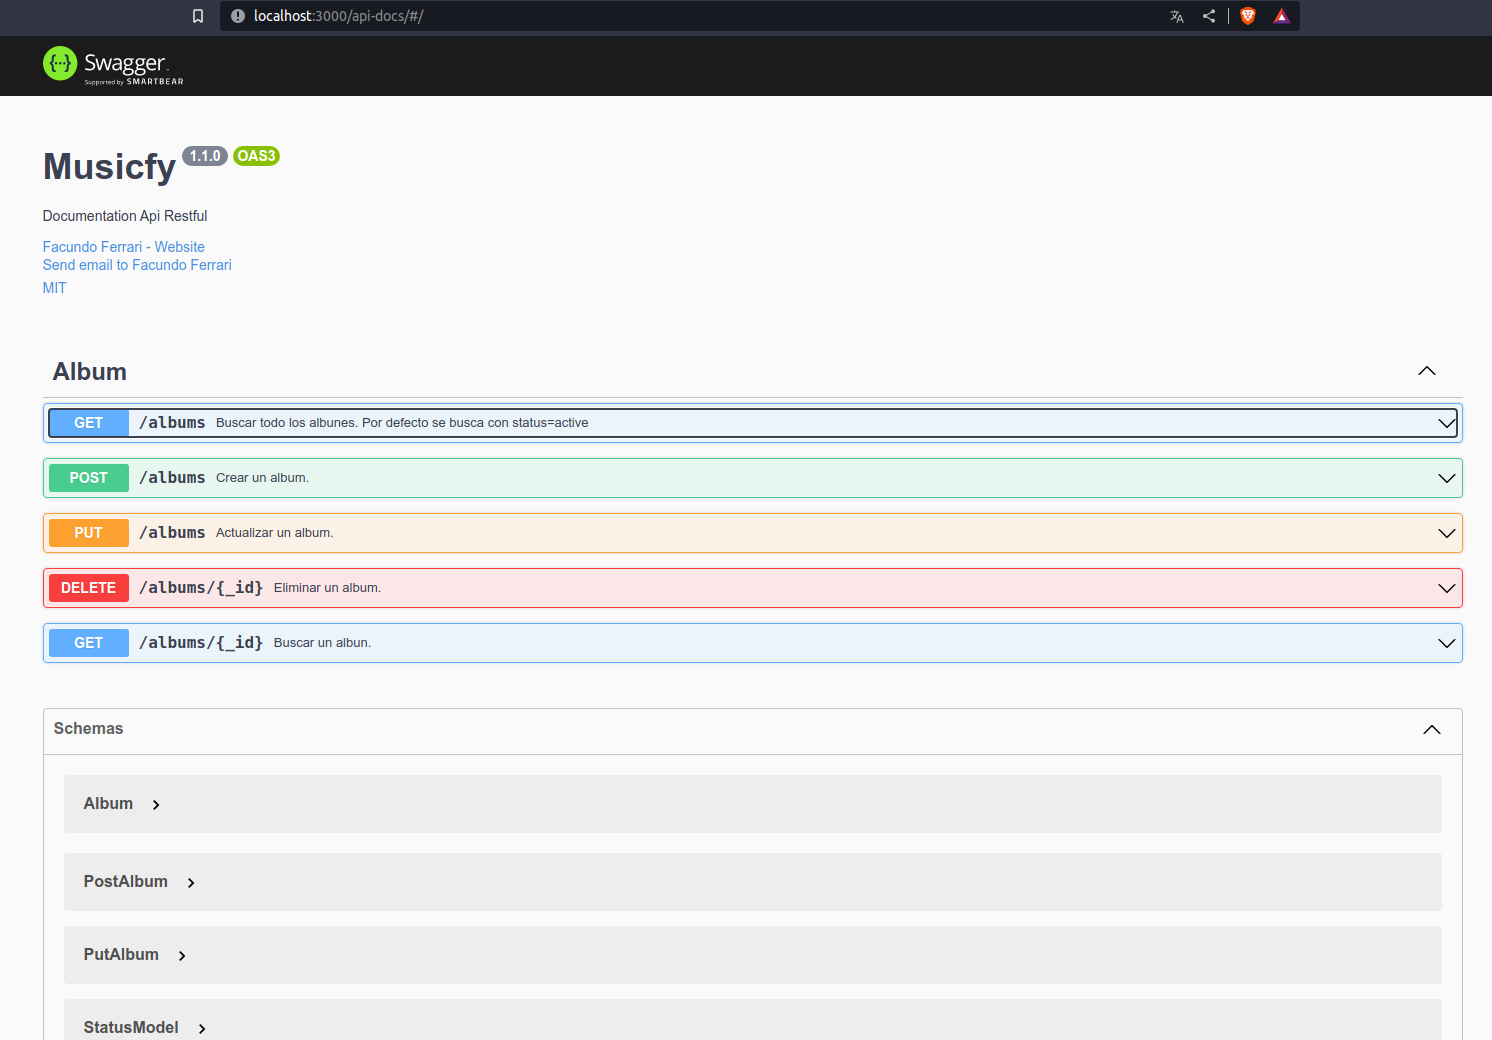 localhost:3000/api-docs/#/
Swagger
Supported by SMARTBEAR
Musicfy 1.1.0 OAS3
Documentation Api Restful
Facundo Ferrari - Website
Send email to Facundo Ferrari
MIT
Album
GET /albums Buscar todo los albunes. Por defecto se busca con status=active
POST /albums Crear un album.
PUT /albums Actualizar un album.
DELETE /albums/{_id} Eliminar un album.
GET /albums/{_id} Buscar un albun.
Schemas
Album
PostAlbum
PutAlbum
StatusModel